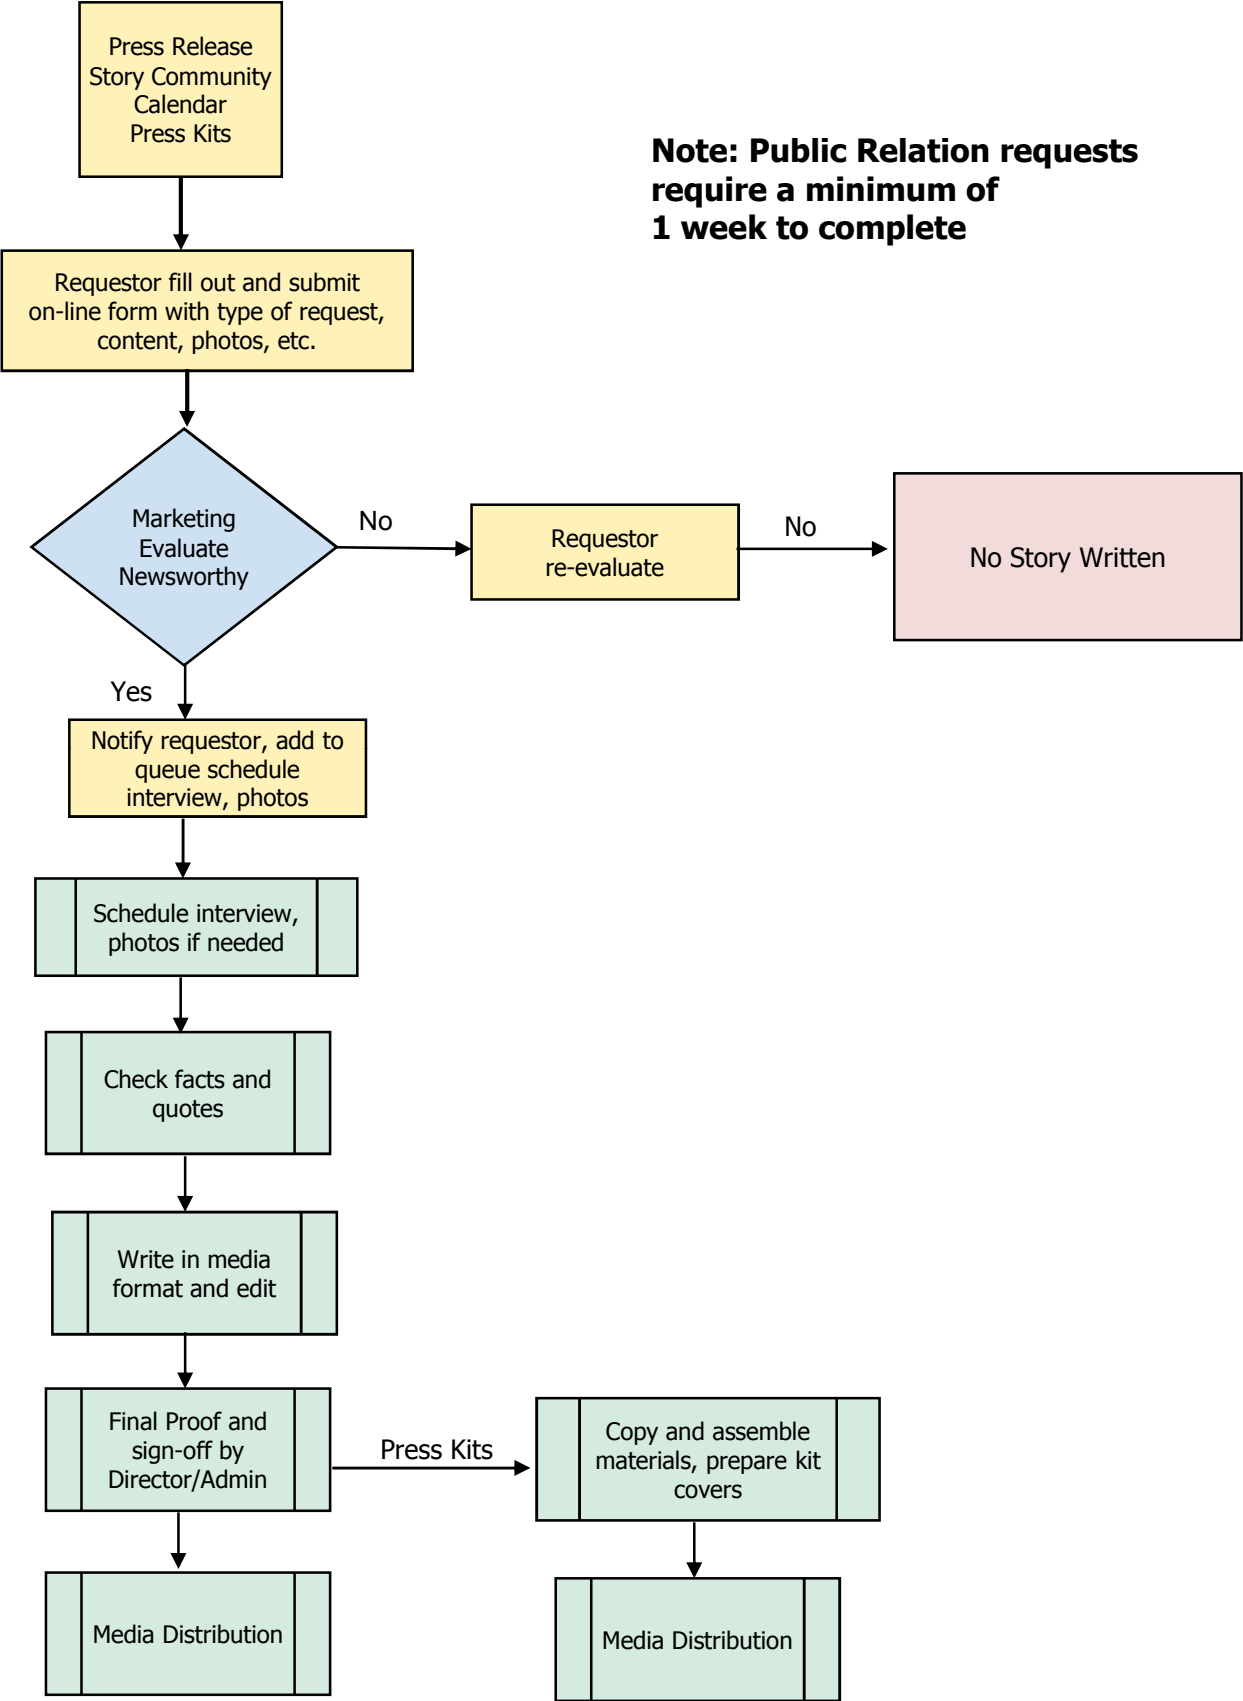 Press Release
Story Community
Calendar
Press Kits
Note: Public Relation requests
require a minimum of
1 week to complete
Requestor fill out and submit
on-line form with type of request,
content, photos, etc.
Marketing
Evaluate
Newsworthy
No
Requestor
re-evaluate
No
No Story Written
Yes
Notify requestor, add to
queue schedule
interview, photos
Schedule interview,
photos if needed
Check facts and
quotes
Write in media
format and edit
Final Proof and
sign-off by
Director/Admin
Press Kits
Copy and assemble
materials, prepare kit
covers
Media Distribution
Media Distribution